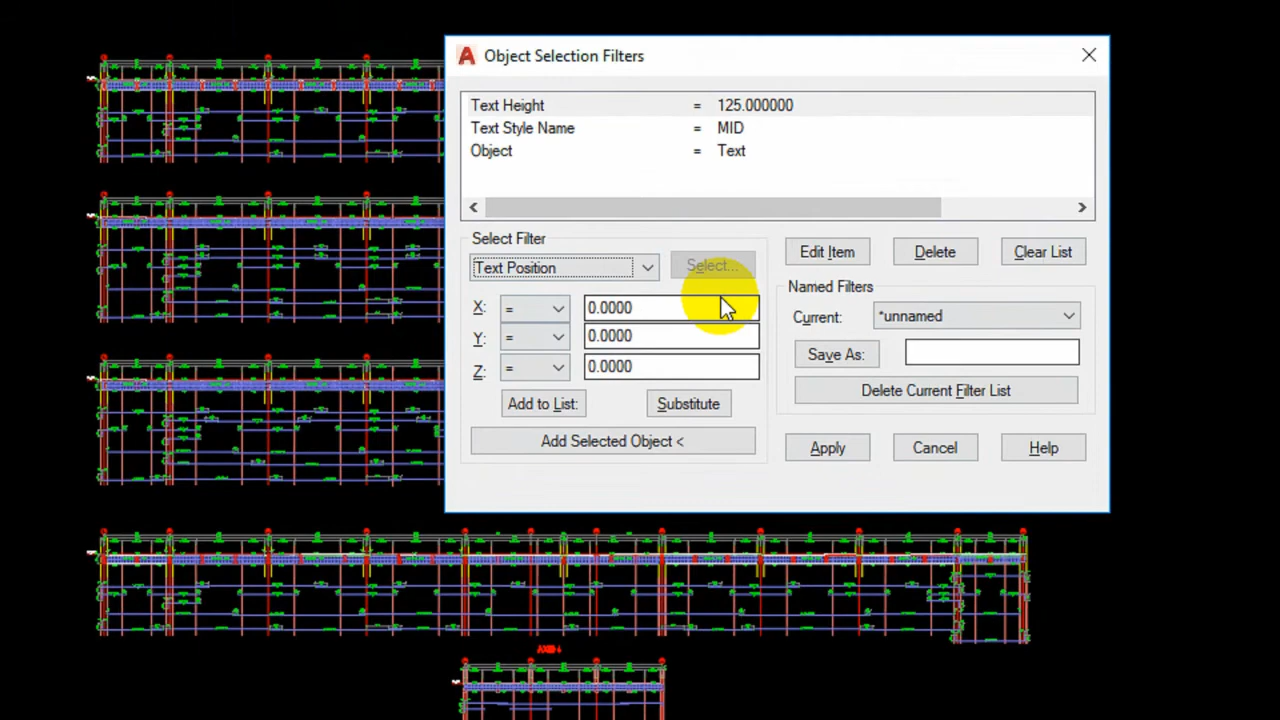 Object Selection Filters
Text Height = 125.000000
Text Style Name = MID
Object = Text
Select Filter
Text Position
Select...
X: = 0.0000
Y: = 0.0000
Z: = 0.0000
Add to List:
Substitute
Add Selected Object <
Edit Item
Delete
Clear List
Named Filters
Current: *unnamed
Save As:
Delete Current Filter List
Apply
Cancel
Help